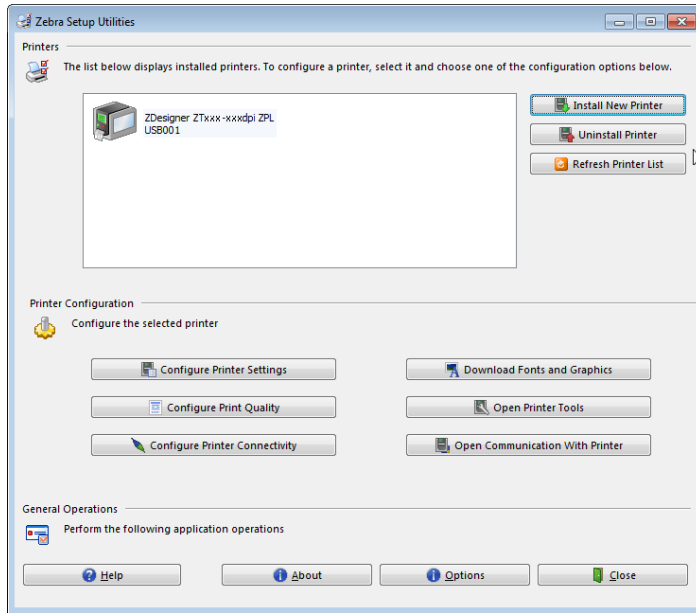 Zebra Setup Utilities
Printers
The list below displays installed printers. To configure a printer, select it and choose one of the configuration options below.
ZDesigner ZTxxx-xxxdpi ZPL
USB001
Install New Printer
Uninstall Printer
Refresh Printer List
Printer Configuration
Configure the selected printer
Configure Printer Settings
Download Fonts and Graphics
Configure Print Quality
Open Printer Tools
Configure Printer Connectivity
Open Communication With Printer
General Operations
Perform the following application operations
Help
About
Options
Close